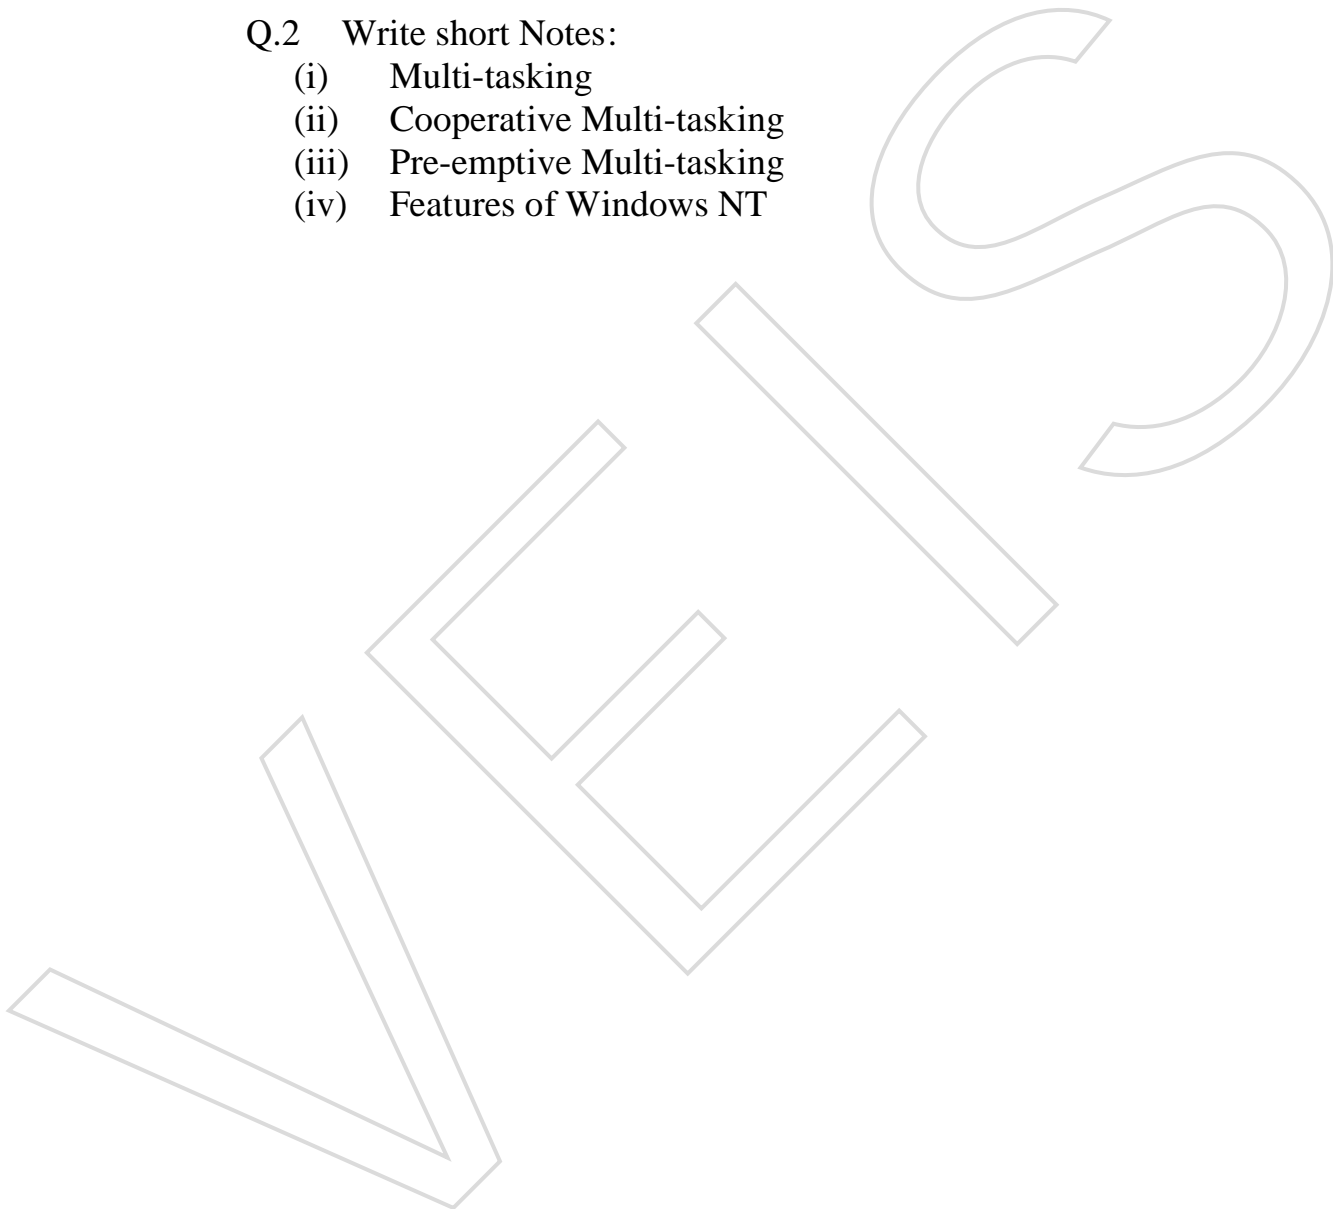 Q.2 Write short Notes:
(i) Multi-tasking
(ii) Cooperative Multi-tasking
(iii) Pre-emptive Multi-tasking
(iv) Features of Windows NT
VEIS